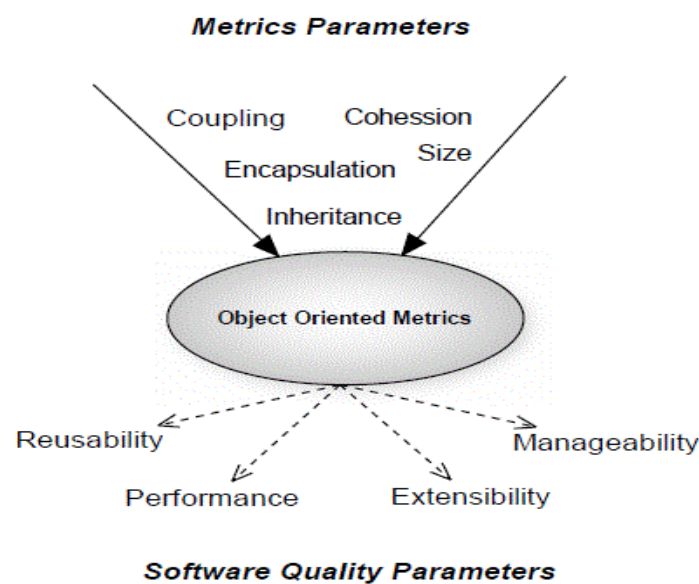 Metrics Parameters
Coupling
Cohession
Size
Encapsulation
Inheritance
Object Oriented Metrics
Reusability
Manageability
Performance
Extensibility
Software Quality Parameters